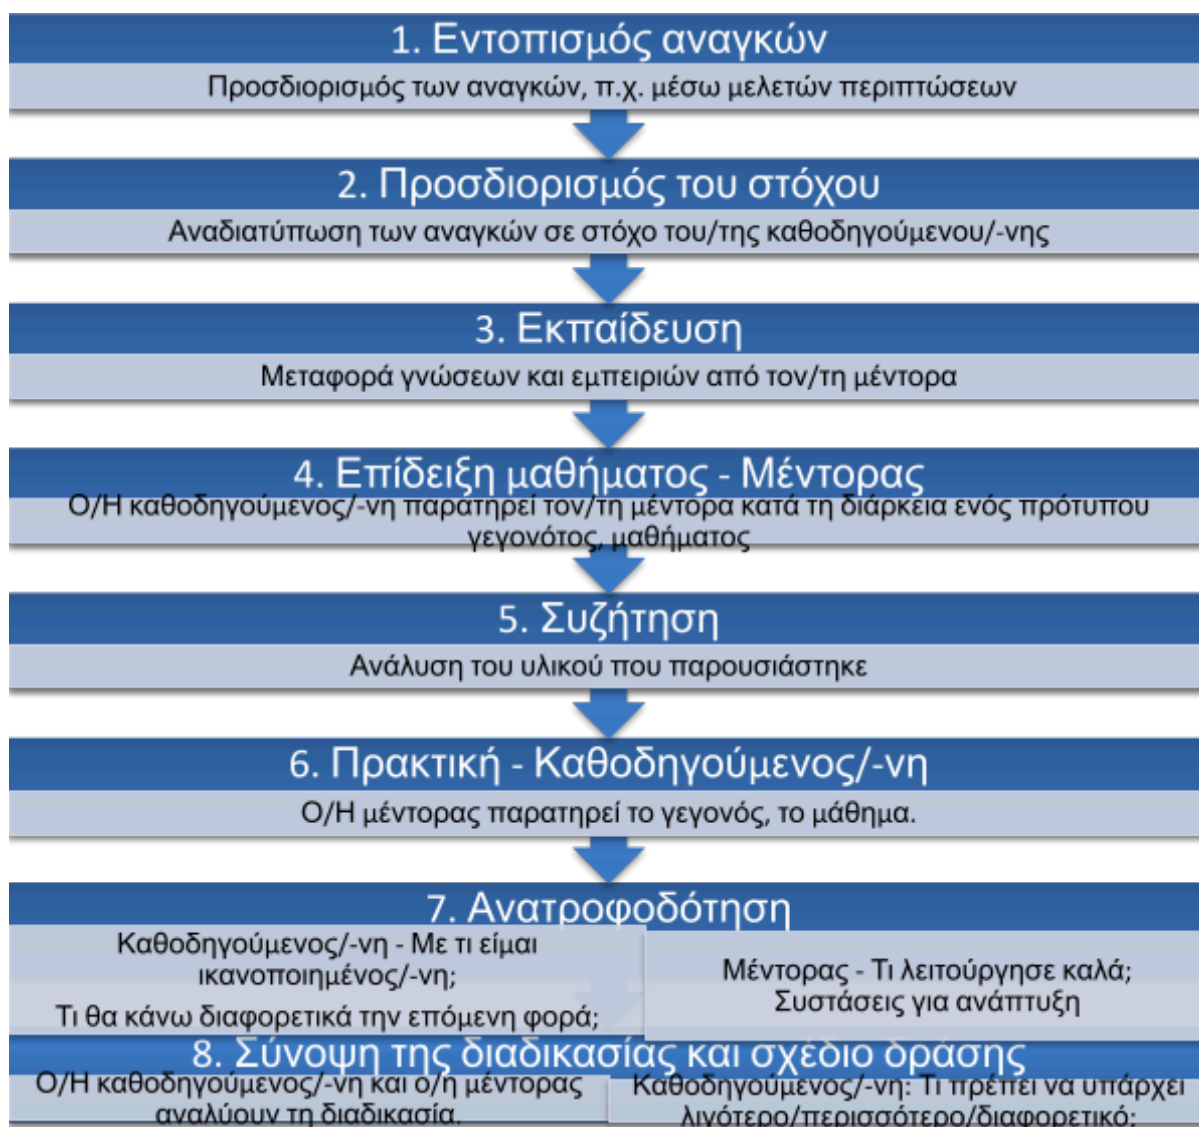 1. Εντοπισμός αναγκών
Προσδιορισμός των αναγκών, π.χ. μέσω μελετών περιπτώσεων
2. Προσδιορισμός του στόχου
Αναδιατύπωση των αναγκών σε στόχο του/της καθοδηγούμενου/-νης
3. Εκπαίδευση
Μεταφορά γνώσεων και εμπειριών από τον/τη μέντορα
4. Επίδειξη μαθήματος - Μέντορας
Ο/Η καθοδηγούμενος/-νη παρατηρεί τον/τη μέντορα κατά τη διάρκεια ενός πρότυπου
γεγονότος, μαθήματος
5. Συζήτηση
Ανάλυση του υλικού που παρουσιάστηκε
6. Πρακτική - Καθοδηγούμενος/-νη
Ο/Η μέντορας παρατηρεί το γεγονός, το μάθημα.
7. Ανατροφοδότηση
Καθοδηγούμενος/-νη - Με τι είμαι
ικανοποιημένος/-νη;
Τι θα κάνω διαφορετικά την επόμενη φορά;
Μέντορας - Τι λειτούργησε καλά;
Συστάσεις για ανάπτυξη
8. Σύνοψη της διαδικασίας και σχέδιο δράσης
Ο/Η καθοδηγούμενος/-νη και ο/η μέντορας
αναλύουν τη διαδικασία.
Καθοδηγούμενος/-νη: Τι πρέπει να υπάρχει
λιγότερο/περισσότερο/διαφορετικό;